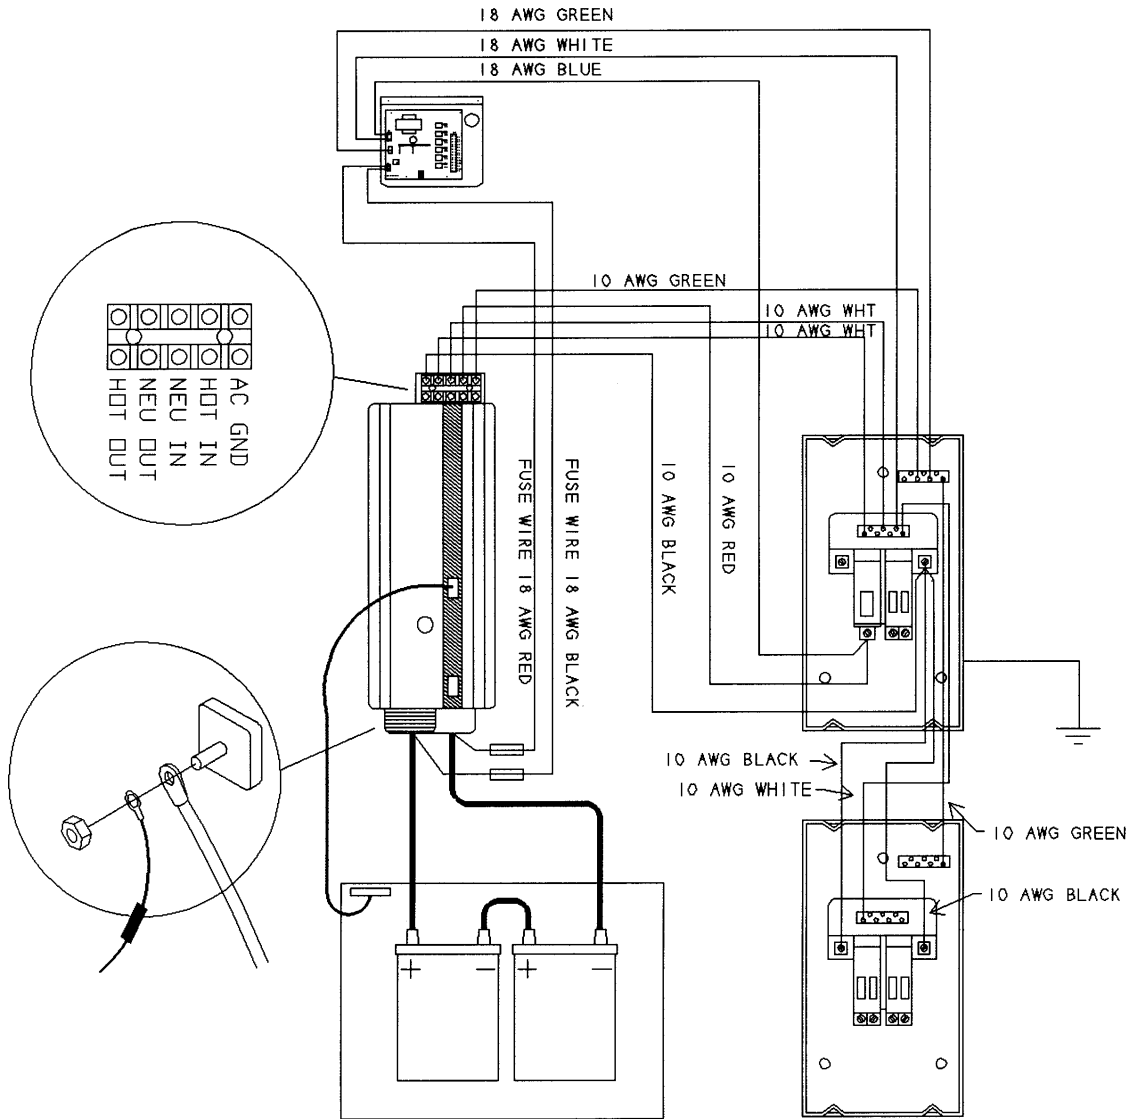 18 AWG GREEN
18 AWG WHITE
18 AWG BLUE
10 AWG GREEN
10 AWG WHT
10 AWG WHT
HOT OUT
NEU OUT
NEU IN
HOT IN
AC GND
FUSE WIRE 18 AWG RED
FUSE WIRE 18 AWG BLACK
10 AWG BLACK
10 AWG RED
10 AWG BLACK
10 AWG WHITE
10 AWG GREEN
10 AWG BLACK
+ − + −